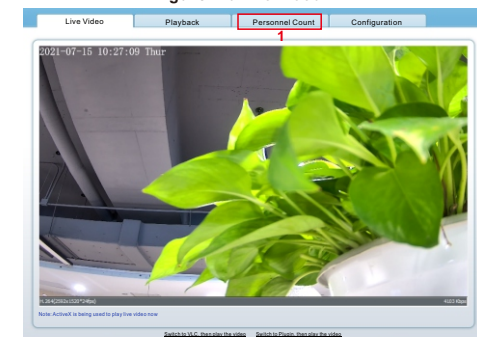 Live Video Playback Personnel Count Configuration
1
2021-07-15 10:27:09 Thur
Note: ActiveX is being used to play live video now
Switch to VLC, then play the video Switch to Plugin, then play the video